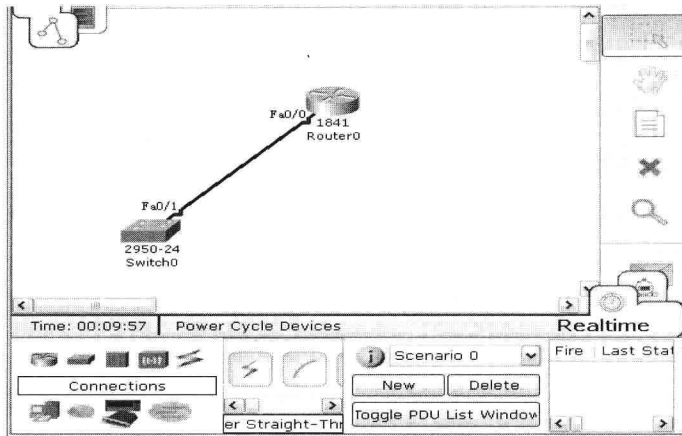 Fa0/0
1841
Router0
Fa0/1
2950-24
Switch0
Time: 00:09:57 Power Cycle Devices
Realtime
Connections
er Straight-Thr
i Scenario 0
New Delete
Toggle PDU List Window
Fire Last Stat